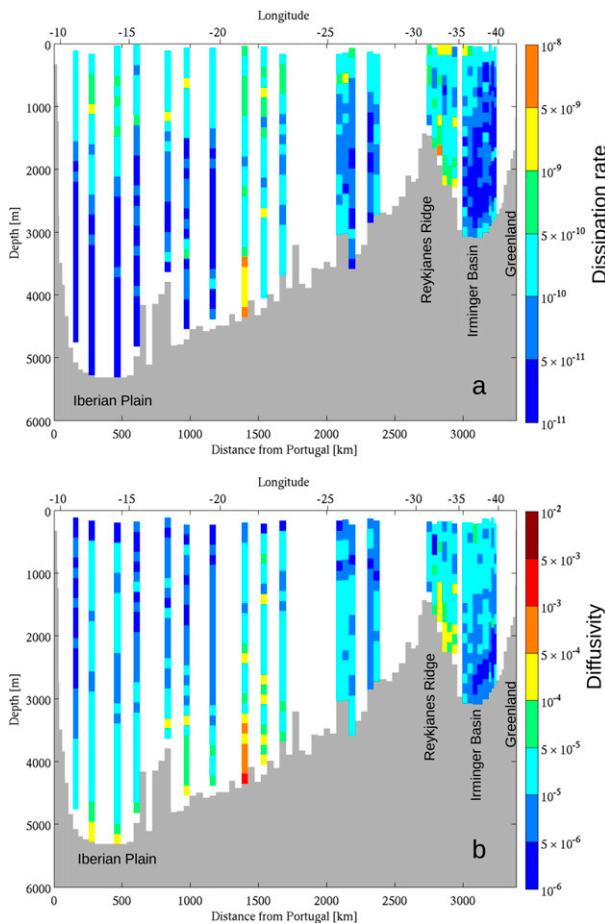 Longitude
-10 -15 -20 -25 -30 -35 -40
0
1000
2000
3000
4000
5000
6000
Depth [m]
Reykjanes Ridge
Irminger Basin
Greenland
Iberian Plain
a
0 500 1000 1500 2000 2500 3000
Distance from Portugal [km]
10⁻⁸
5 × 10⁻⁹
10⁻⁹
5 × 10⁻¹⁰
10⁻¹⁰
5 × 10⁻¹¹
10⁻¹¹
Dissipation rate
Longitude
-10 -15 -20 -25 -30 -35 -40
0
1000
2000
3000
4000
5000
6000
Depth [m]
Reykjanes Ridge
Irminger Basin
Greenland
Iberian Plain
b
0 500 1000 1500 2000 2500 3000
Distance from Portugal [km]
10⁻²
5 × 10⁻³
10⁻³
5 × 10⁻⁴
10⁻⁴
5 × 10⁻⁵
10⁻⁵
5 × 10⁻⁶
10⁻⁶
Diffusivity